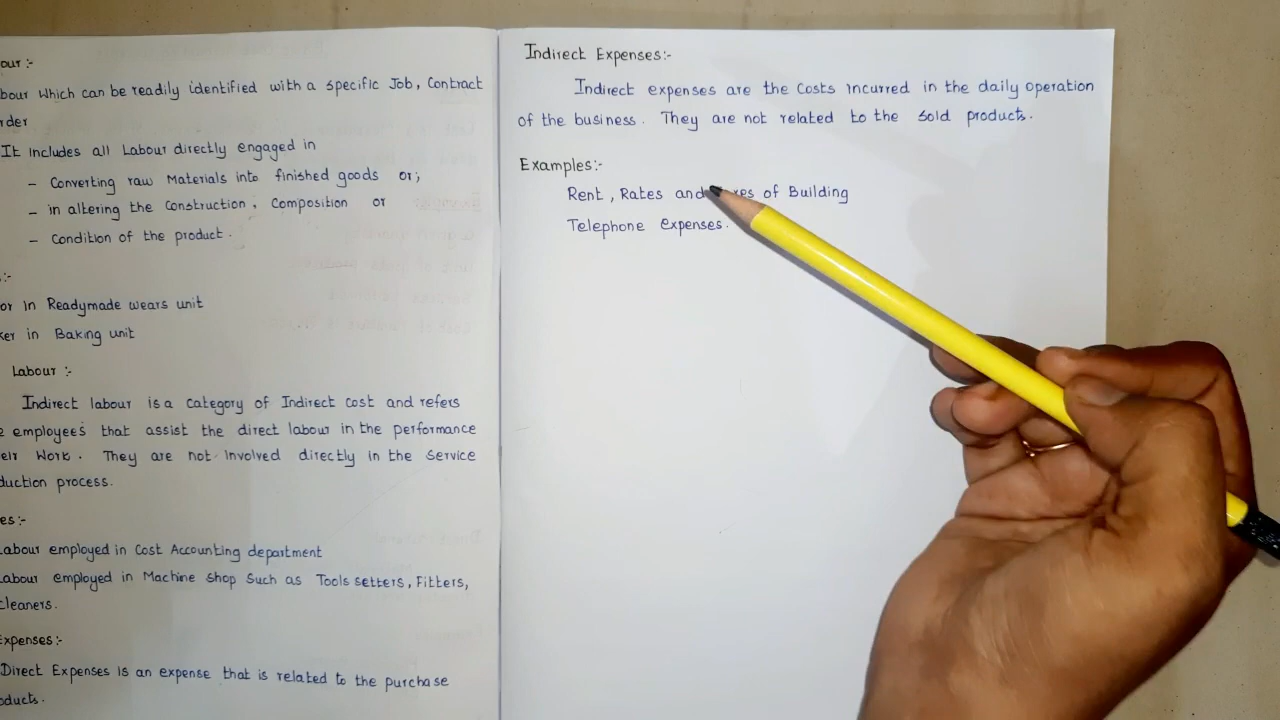 our :-
bour which can be readily identified with a specific Job, Contract
rder
It includes all Labour directly engaged in
- Converting raw Materials into finished goods or;
- in altering the Construction, Composition or
- Condition of the product.
:-
or in Readymade wears unit
ker in Baking unit
Labour :-
Indirect labour is a Category of Indirect Cost and refers
e employees that assist the direct labour in the performance
eir Work. They are not involved directly in the Service
duction process.
es :-
Labour employed in Cost Accounting department
Labour employed in Machine Shop Such as Tools setters, Fitters,
Cleaners.
Expenses :-
Direct Expenses is an expense that is related to the purchase
oducts.
Indirect Expenses:-
Indirect expenses are the Costs incurred in the daily operation
of the business. They are not related to the sold products.
Examples:-
Rent, Rates and xes of Building
Telephone Expenses.